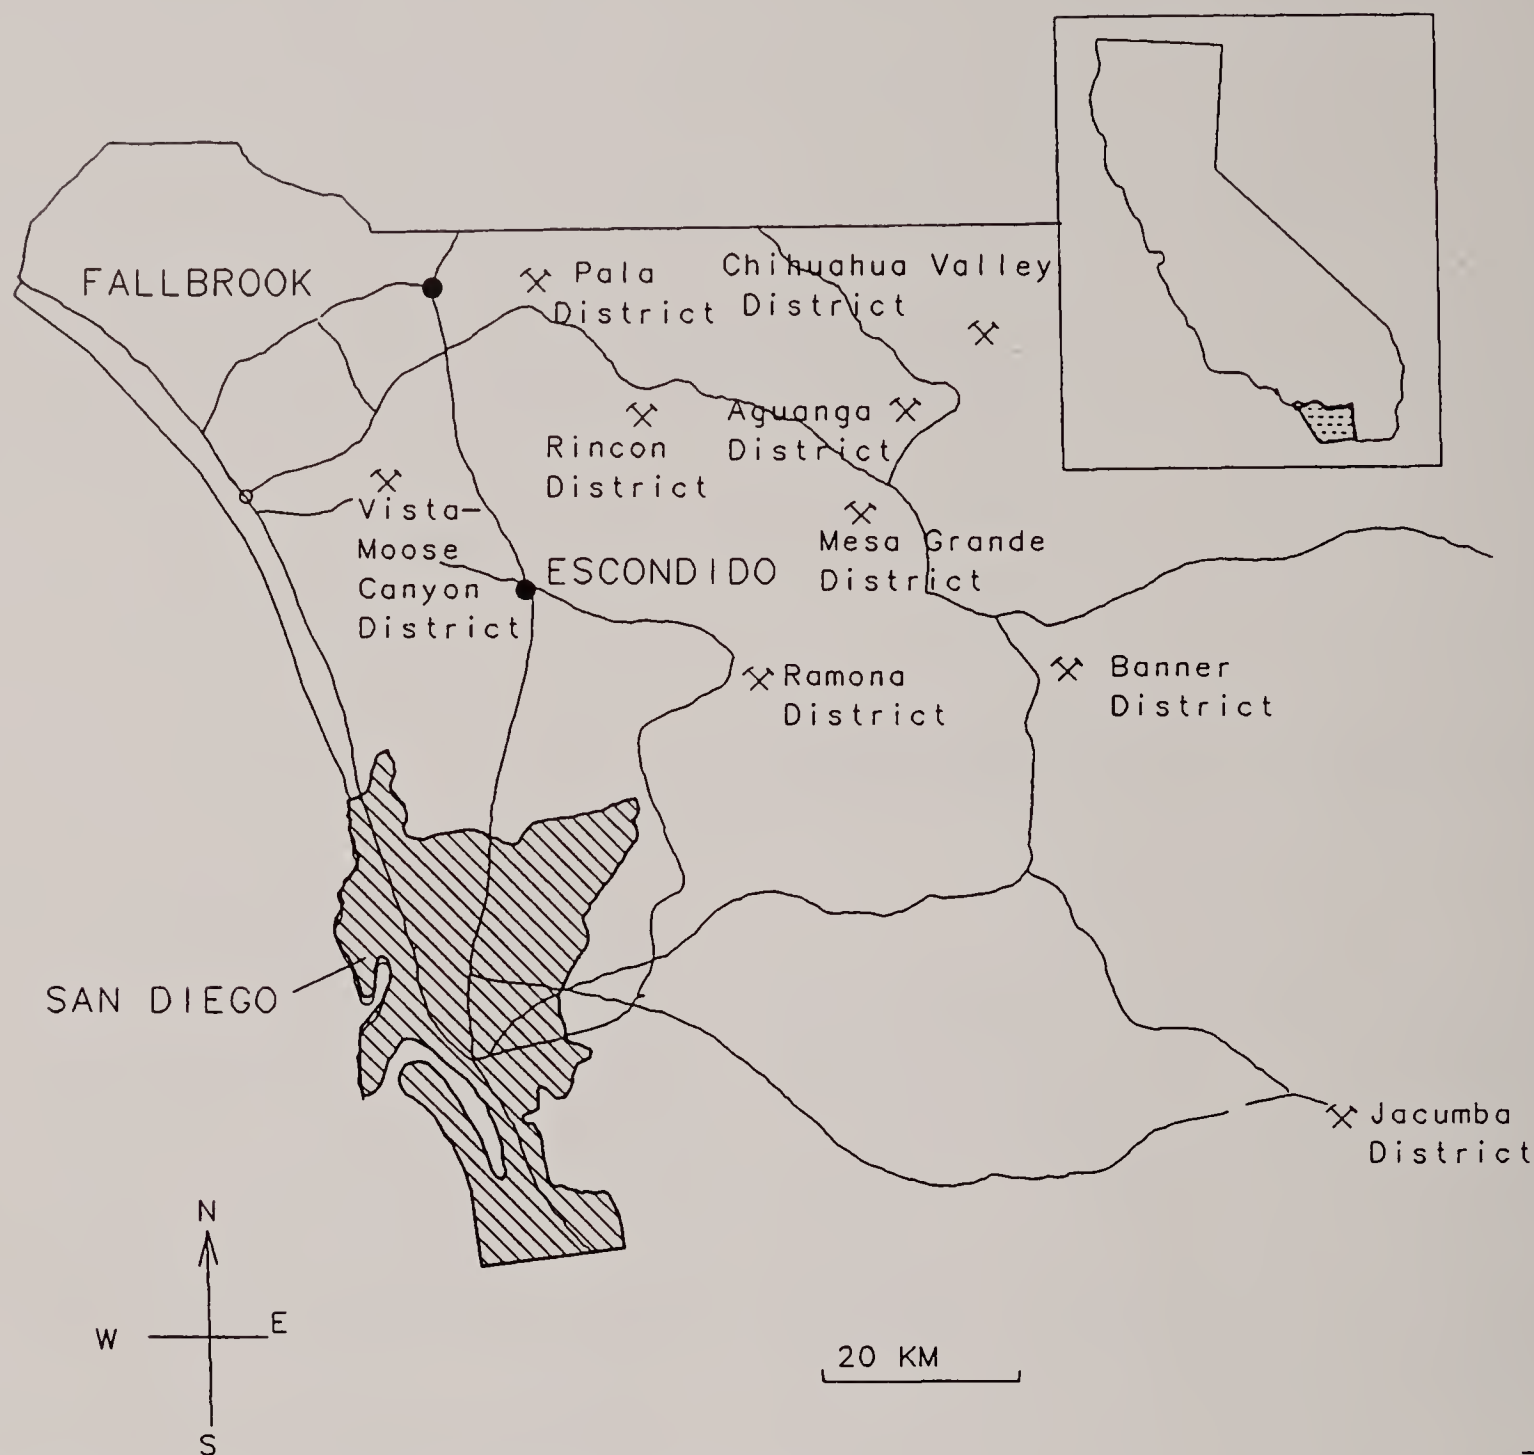 FALLBROOK
Pala
District
Chihuahua Valley
District
Rincon
District
Aguanga
District
Vista-
Moose
Canyon
District
ESCONDIDO
Mesa Grande
District
Ramona
District
Banner
District
SAN DIEGO
Jacumba
District
N
W
E
S
20 KM